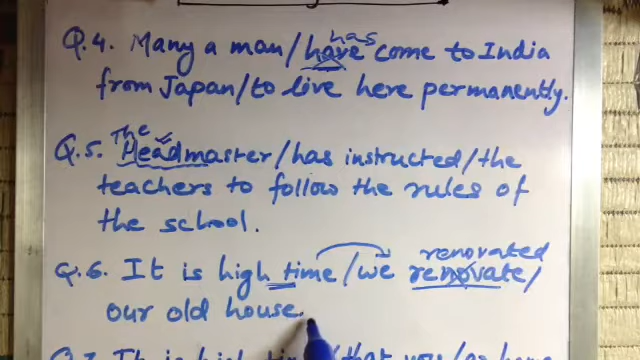 has
Q.4. Many a man/have come to India
from Japan/to live here permanently.
The
Q.5. Headmaster/has instructed/the
teachers to follow the rules of
the school.
renovated
Q.6. It is high time/we renovate/
our old house.